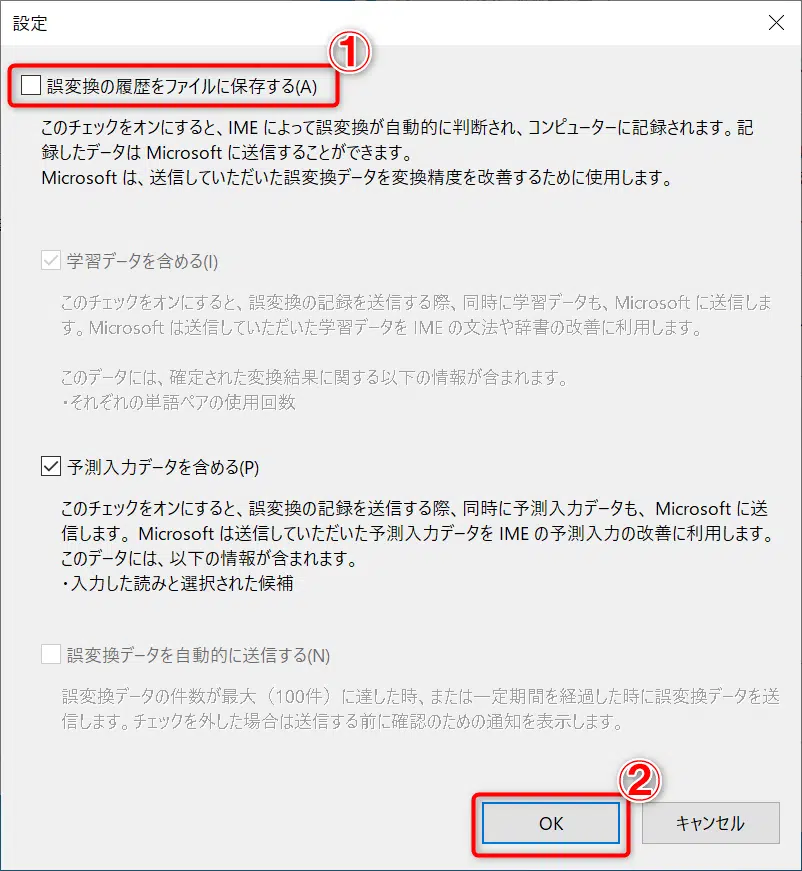 設定
①
誤変換の履歴をファイルに保存する(A)
このチェックをオンにすると、IME によって誤変換が自動的に判断され、コンピューターに記録されます。記
録したデータは Microsoft に送信することができます。
Microsoft は、送信していただいた誤変換データを変換精度を改善するために使用します。
学習データを含める(I)
このチェックをオンにすると、誤変換の記録を送信する際、同時に学習データも、Microsoft に送信しま
す。Microsoft は送信していただいた学習データを IME の文法や辞書の改善に利用します。
このデータには、確定された変換結果に関する以下の情報が含まれます。
・それぞれの単語ペアの使用回数
予測入力データを含める(P)
このチェックをオンにすると、誤変換の記録を送信する際、同時に予測入力データも、Microsoft に送
信します。Microsoft は送信していただいた予測入力データを IME の予測入力の改善に利用します。
このデータには、以下の情報が含まれます。
・入力した読みと選択された候補
誤変換データを自動的に送信する(N)
誤変換データの件数が最大（100件）に達した時、または一定期間を経過した時に誤変換データを送
信します。チェックを外した場合は送信する前に確認のための通知を表示します。
②
OK
キャンセル